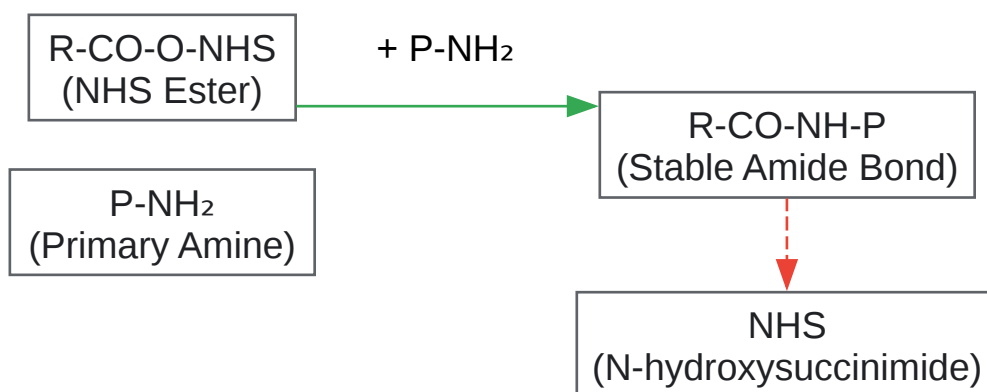 R-CO-O-NHS
(NHS Ester)
+ P-NH₂
R-CO-NH-P
(Stable Amide Bond)
P-NH₂
(Primary Amine)
NHS
(N-hydroxysuccinimide)